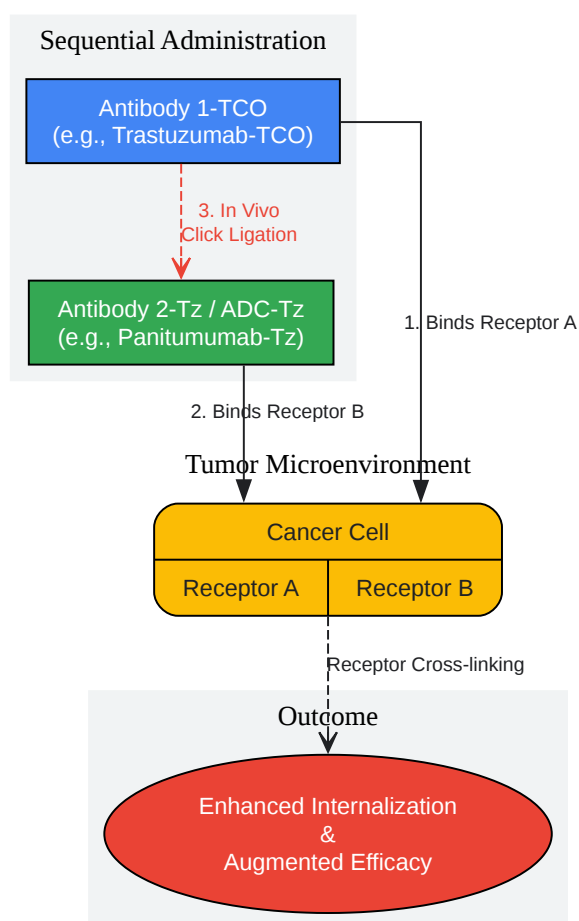 Sequential Administration
Antibody 1-TCO
(e.g., Trastuzumab-TCO)
3. In Vivo
Click Ligation
Antibody 2-Tz / ADC-Tz
(e.g., Panitumumab-Tz)
1. Binds Receptor A
2. Binds Receptor B
Tumor Microenvironment
Cancer Cell
Receptor A
Receptor B
Receptor Cross-linking
Outcome
Enhanced Internalization
&
Augmented Efficacy